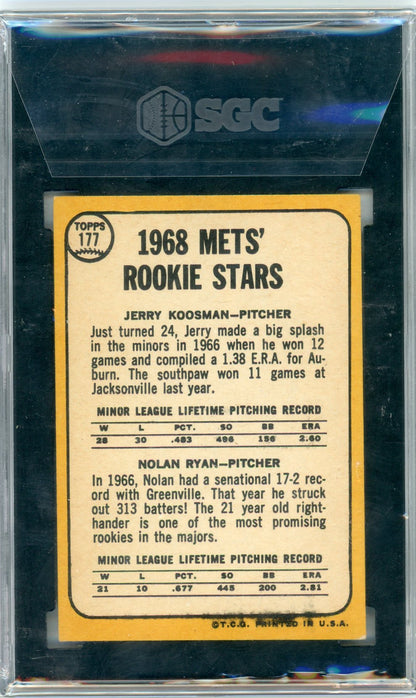 SGC
TOPPS
177
1968 METS'
ROOKIE STARS
JERRY KOOSMAN—PITCHER
Just turned 24, Jerry made a big splash
in the minors in 1966 when he won 12
games and compiled a 1.38 E.R.A. for Au-
burn. The southpaw won 11 games at
Jacksonville last year.
MINOR LEAGUE LIFETIME PITCHING RECORD
W L PCT. SO BB ERA
28 30 .483 496 156 2.60
NOLAN RYAN—PITCHER
In 1966, Nolan had a senational 17-2 rec-
ord with Greenville. That year he struck
out 313 batters! The 21 year old right-
hander is one of the most promising
rookies in the majors.
MINOR LEAGUE LIFETIME PITCHING RECORD
W L PCT. SO BB ERA
21 10 .677 445 200 2.81
©T.C.G. PRINTED IN U.S.A.